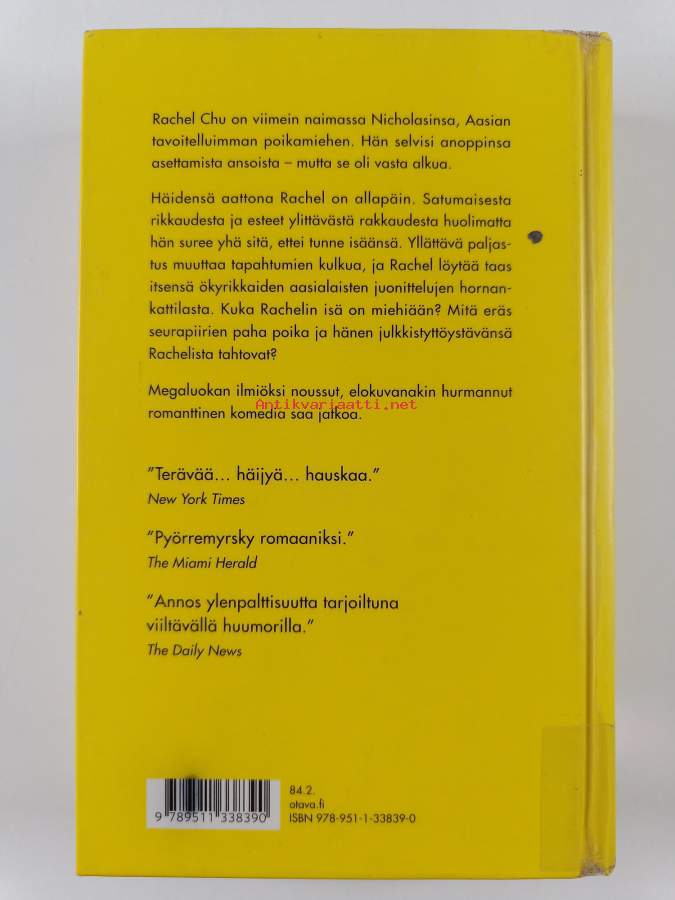 Rachel Chu on viimein naimassa Nicholasinsa, Aasian
tavoitelluimman poikamiehen. Hän selvisi anoppinsa
asettamista ansoista – mutta se oli vasta alkua.
Häidensä aattona Rachel on allapäin. Satumaisesta
rikkaudesta ja esteet ylittävästä rakkaudesta huolimatta
hän suree yhä sitä, ettei tunne isäänsä. Yllättävä paljas-
tus muuttaa tapahtumien kulkua, ja Rachel löytää taas
itsensä ökyrikkaiden aasialaisten juonittelujen hornan-
kattilasta. Kuka Rachelin isä on miehiään? Mitä eräs
seurapiirien paha poika ja hänen julkkistyttöystävänsä
Rachelista tahtovat?
Megaluokan ilmiöksi noussut, elokuvanakin hurmannut
Antikvariaatti.net
romanttinen komedia saa jatkoa.
”Terävää... häijyä... hauskaa.”
New York Times
”Pyörremyrsky romaaniksi.”
The Miami Herald
”Annos ylenpalttisuutta tarjoiltuna
viiltävällä huumorilla.”
The Daily News
84.2.
otava.fi
ISBN 978-951-1-33839-0
9 789511 338390